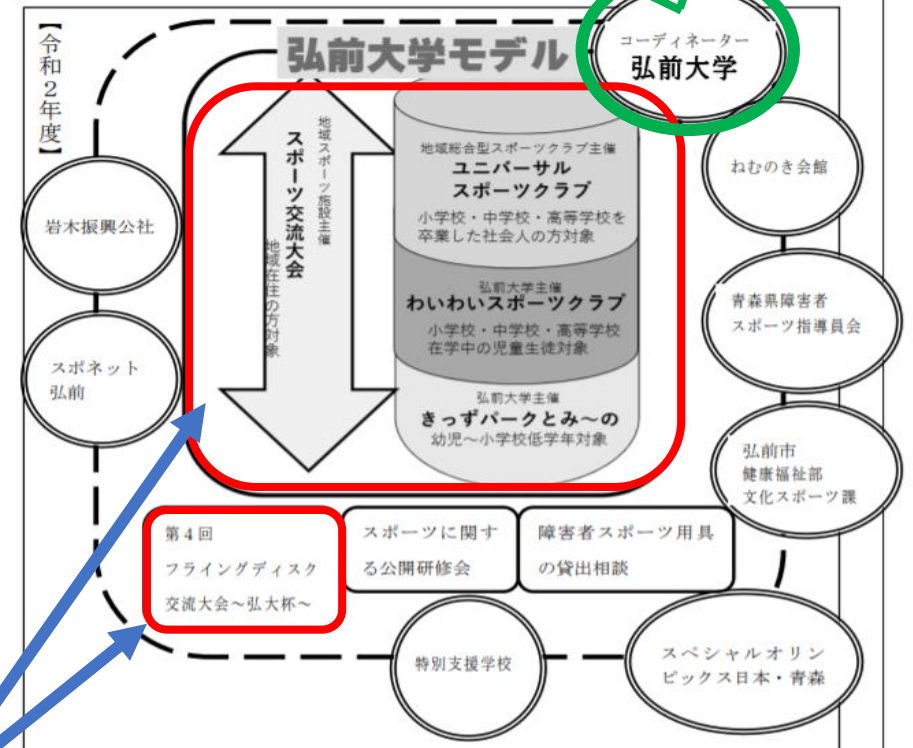 【令和２年度】
弘前大学モデル
コーディネーター
弘前大学
地域スポーツ施設主催
スポーツ交流大会
地域在住の方対象
地域総合型スポーツクラブ主催
ユニバーサル
スポーツクラブ
小学校・中学校・高等学校を
卒業した社会人の方対象
弘前大学主催
わいわいスポーツクラブ
小学校・中学校・高等学校
在学中の児童生徒対象
弘前大学主催
きっずパークとみ～の
幼児～小学校低学年対象
岩木振興公社
スポネット
弘前
ねむのき会館
青森県障害者
スポーツ指導員会
弘前市
健康福祉部
文化スポーツ課
第４回
フライングディスク
交流大会～弘大杯～
スポーツに関す
る公開研修会
障害者スポーツ用具
の貸出相談
特別支援学校
スペシャルオリン
ピックス日本・青森